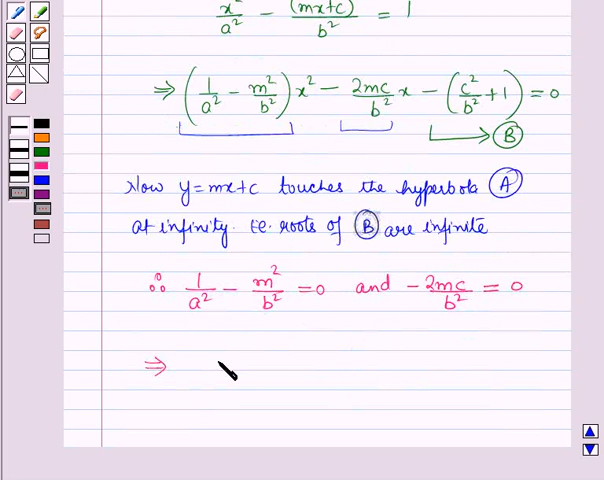 x²/a² - (mx+c)²/b² = 1
⇒ (1/a² - m²/b²)x² - 2mc/b² x - (c²/b² + 1) = 0
B
Now y=mx+c touches the hyperbola A
at infinity. i.e. roots of B are infinite
∴ 1/a² - m²/b² = 0 and -2mc/b² = 0
⇒